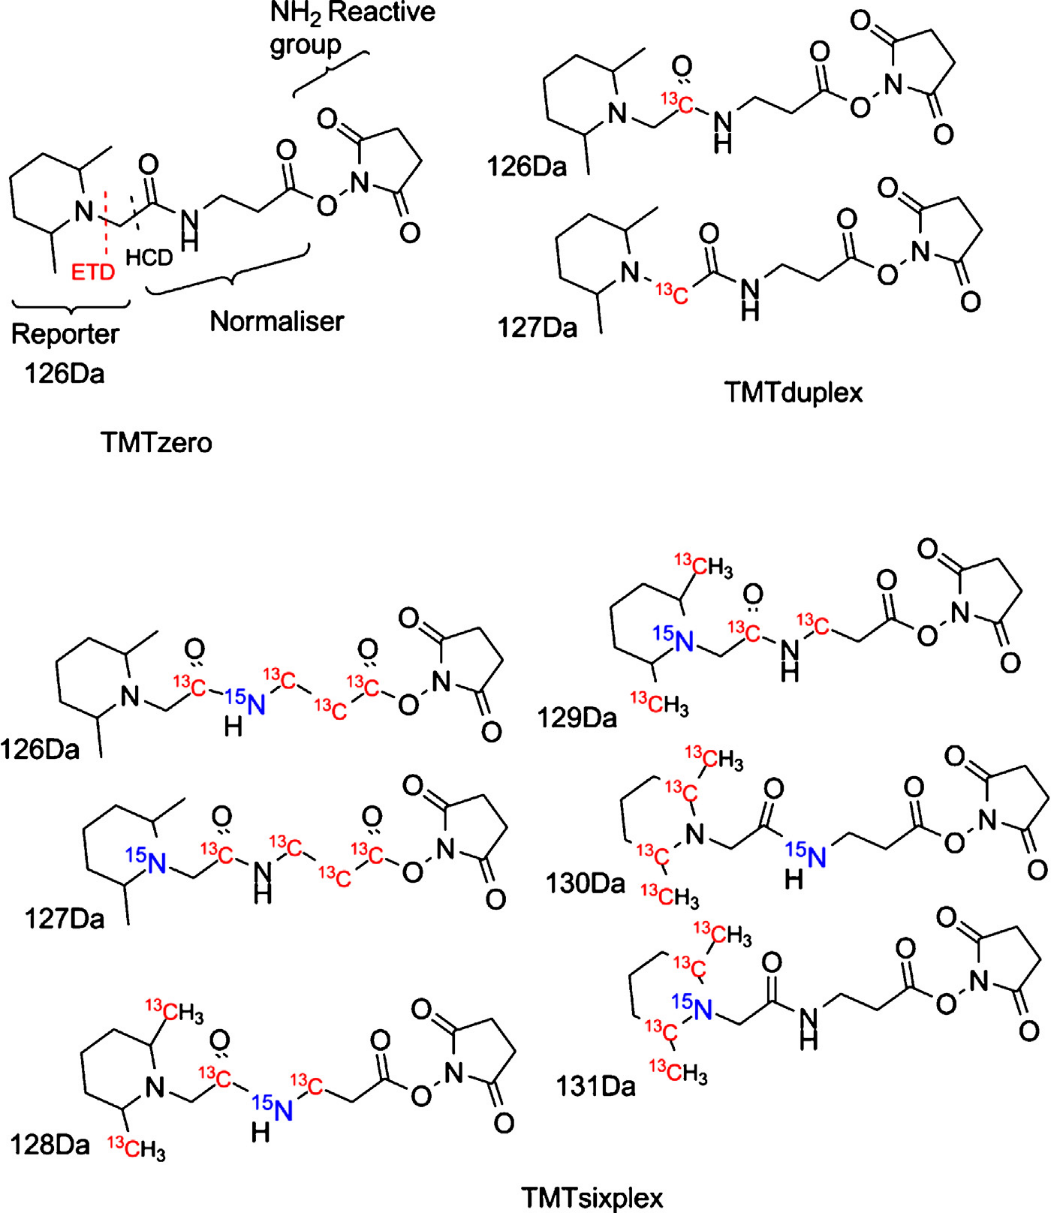 NH2 Reactive
group
O
O
O
O
N
N
O
N
H
O
ETD
HCD
Reporter
Normaliser
126Da
TMTzero
O
O
O
13C
N
N
O
N
H
O
126Da
O
O
O
N
N
13C
N
H
O
O
127Da
TMTduplex
O
O
O
13C
13C
13C
N
N
15N
H
13C
O
O
126Da
O
O
O
13C
13C
13C
N
15N
N
H
13C
O
O
127Da
13CH3
O
O
O
13C
13C
N
N
15N
H
O
O
13CH3
128Da
13CH3
O
O
O
13C
13C
N
15N
N
H
O
O
13CH3
129Da
13CH3
O
13C
O
O
N
N
13C
15N
H
O
O
130Da
13CH3
13CH3
O
13C
O
O
N
15N
13C
N
H
O
O
131Da
13CH3
TMTsixplex